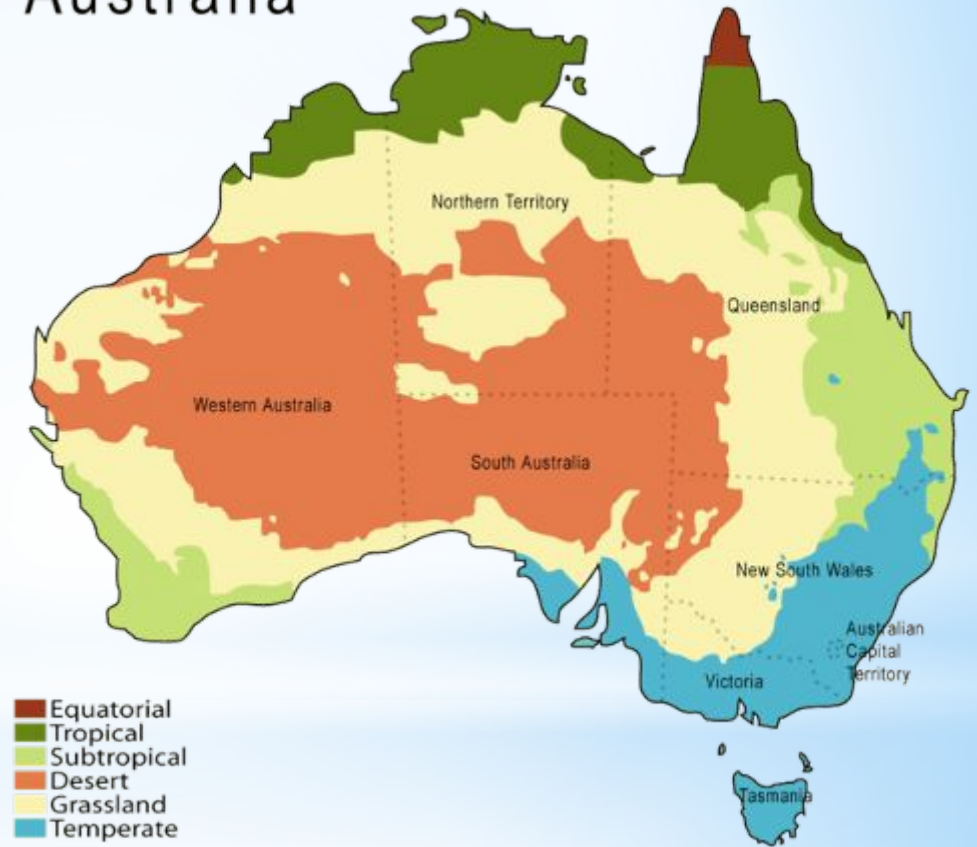 Australia
Northern Territory
Queensland
Western Australia
South Australia
New South Wales
Australian
Capital
Territory
Victoria
Tasmania
Equatorial
Tropical
Subtropical
Desert
Grassland
Temperate